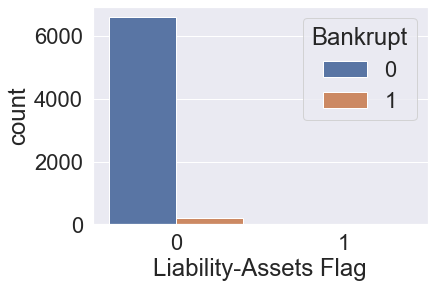 Bankrupt
0
1
6000
4000
2000
0
count
0 1
Liability-Assets Flag